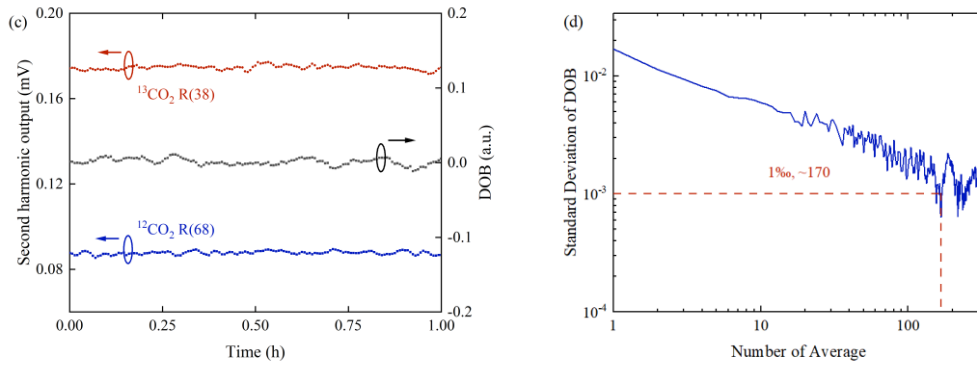 (c)
0.20
0.16
0.12
0.08
Second harmonic output (mV)
¹³CO₂ R(38)
¹²CO₂ R(68)
0.2
0.1
0.0
-0.1
-0.2
DOB (a.u.)
0.00 0.25 0.50 0.75 1.00
Time (h)
(d)
10⁻²
10⁻³
10⁻⁴
Standard Deviation of DOB
1‰, ~170
1 10 100
Number of Average